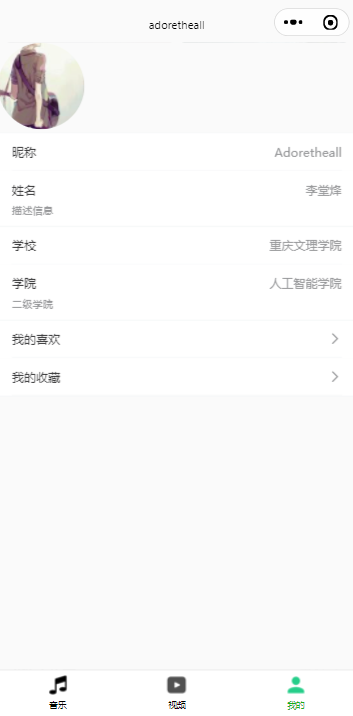 adoretheall
昵称 Adoretheall
姓名 李堂烽
描述信息
学校 重庆文理学院
学院 人工智能学院
二级学院
我的喜欢
我的收藏
音乐 视频 我的